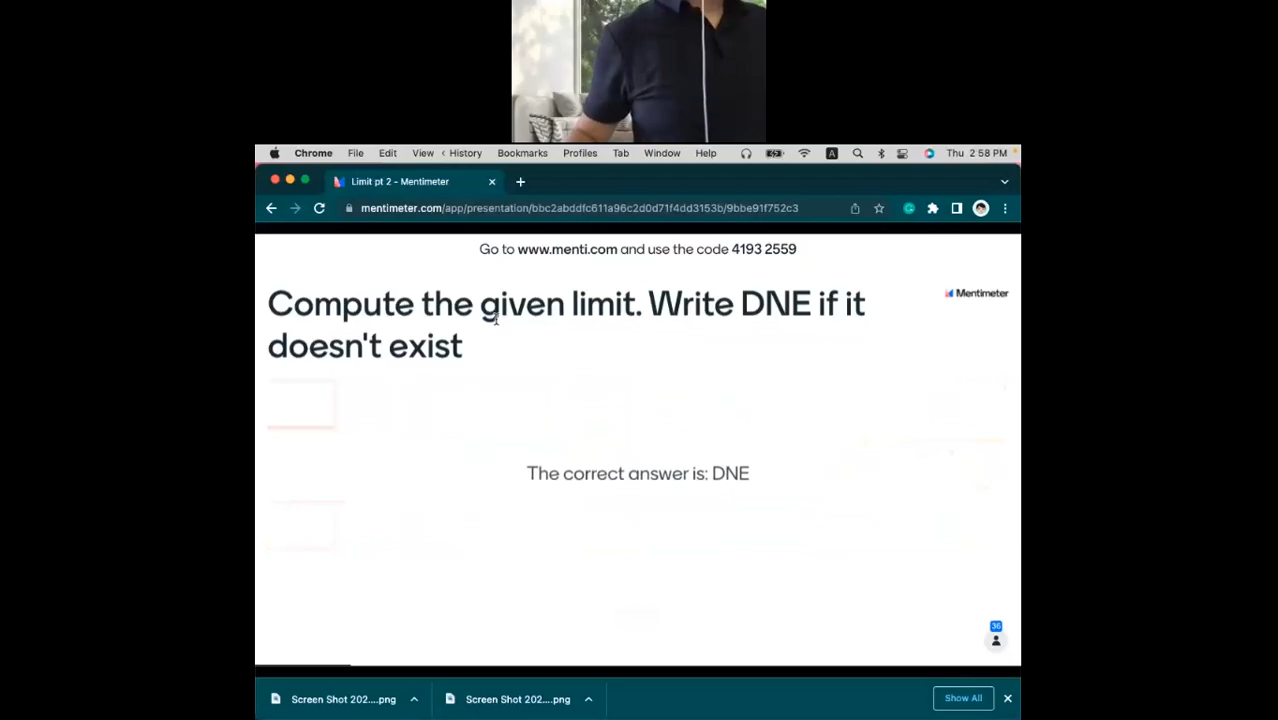 Chrome File Edit View History Bookmarks Profiles Tab Window Help A Thu 2:58 PM
Limit pt 2 - Mentimeter
mentimeter.com/app/presentation/bbc2abddfc611a96c2d0d71f4dd3153b/9bbe91f752c3
Go to www.menti.com and use the code 4193 2559
Compute the given limit. Write DNE if it
doesn't exist
Mentimeter
The correct answer is: DNE
36
Screen Shot 202....png Screen Shot 202....png Show All